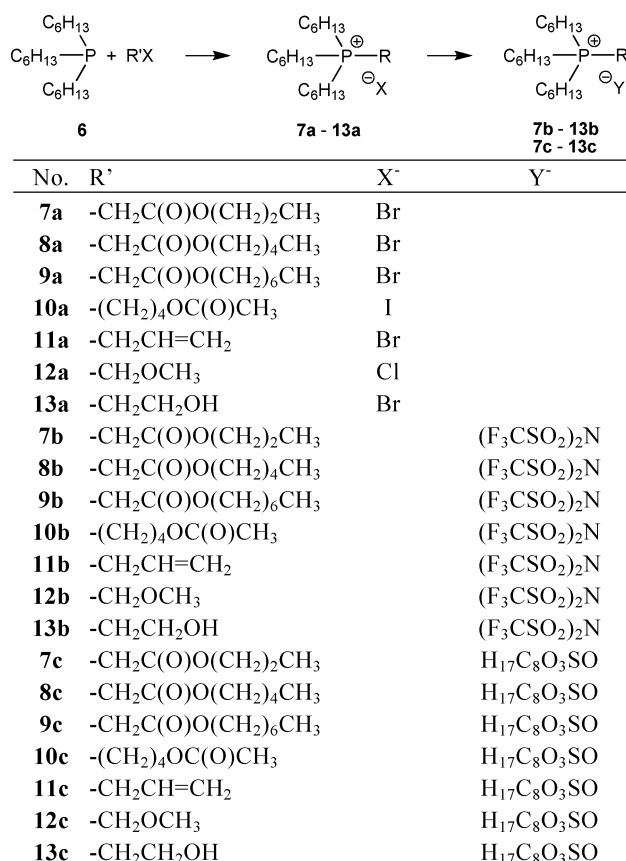 C₆H₁₃ C₆H₁₃ C₆H₁₃
C₆H₁₃-P + R'X C₆H₁₃-P⊕-R C₆H₁₃-P⊕-R
C₆H₁₃ C₆H₁₃ ⊖X C₆H₁₃ ⊖Y
6 7a - 13a 7b - 13b
7c - 13c
No. R’ X⁻ Y⁻
7a -CH₂C(O)O(CH₂)₂CH₃ Br
8a -CH₂C(O)O(CH₂)₄CH₃ Br
9a -CH₂C(O)O(CH₂)₆CH₃ Br
10a -(CH₂)₄OC(O)CH₃ I
11a -CH₂CH=CH₂ Br
12a -CH₂OCH₃ Cl
13a -CH₂CH₂OH Br
7b -CH₂C(O)O(CH₂)₂CH₃ (F₃CSO₂)₂N
8b -CH₂C(O)O(CH₂)₄CH₃ (F₃CSO₂)₂N
9b -CH₂C(O)O(CH₂)₆CH₃ (F₃CSO₂)₂N
10b -(CH₂)₄OC(O)CH₃ (F₃CSO₂)₂N
11b -CH₂CH=CH₂ (F₃CSO₂)₂N
12b -CH₂OCH₃ (F₃CSO₂)₂N
13b -CH₂CH₂OH (F₃CSO₂)₂N
7c -CH₂C(O)O(CH₂)₂CH₃ H₁₇C₈O₃SO
8c -CH₂C(O)O(CH₂)₄CH₃ H₁₇C₈O₃SO
9c -CH₂C(O)O(CH₂)₆CH₃ H₁₇C₈O₃SO
10c -(CH₂)₄OC(O)CH₃ H₁₇C₈O₃SO
11c -CH₂CH=CH₂ H₁₇C₈O₃SO
12c -CH₂OCH₃ H₁₇C₈O₃SO
13c -CH₂CH₂OH H₁₇C₈O₃SO